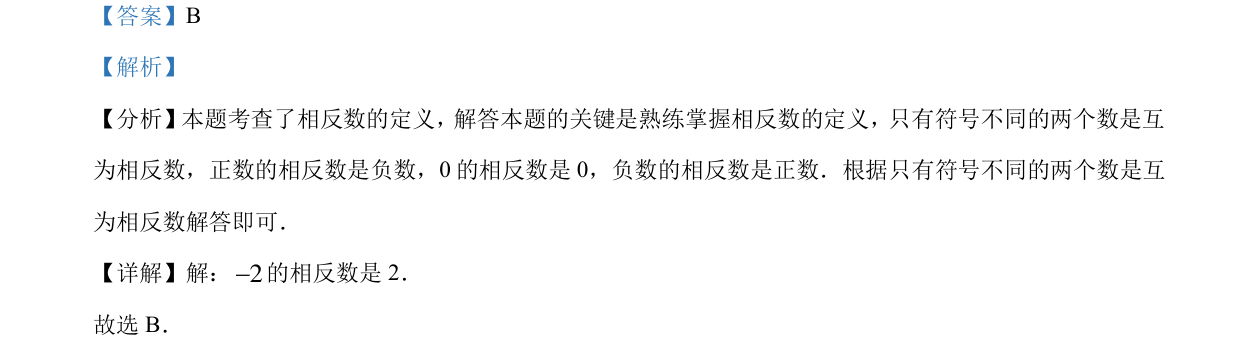 【答案】B
【解析】
【分析】本题考查了相反数的定义，解答本题的关键是熟练掌握相反数的定义，只有符号不同的两个数是互
为相反数，正数的相反数是负数，0 的相反数是 0，负数的相反数是正数．根据只有符号不同的两个数是互
为相反数解答即可．
【详解】解：−2的相反数是 2．
故选 B．